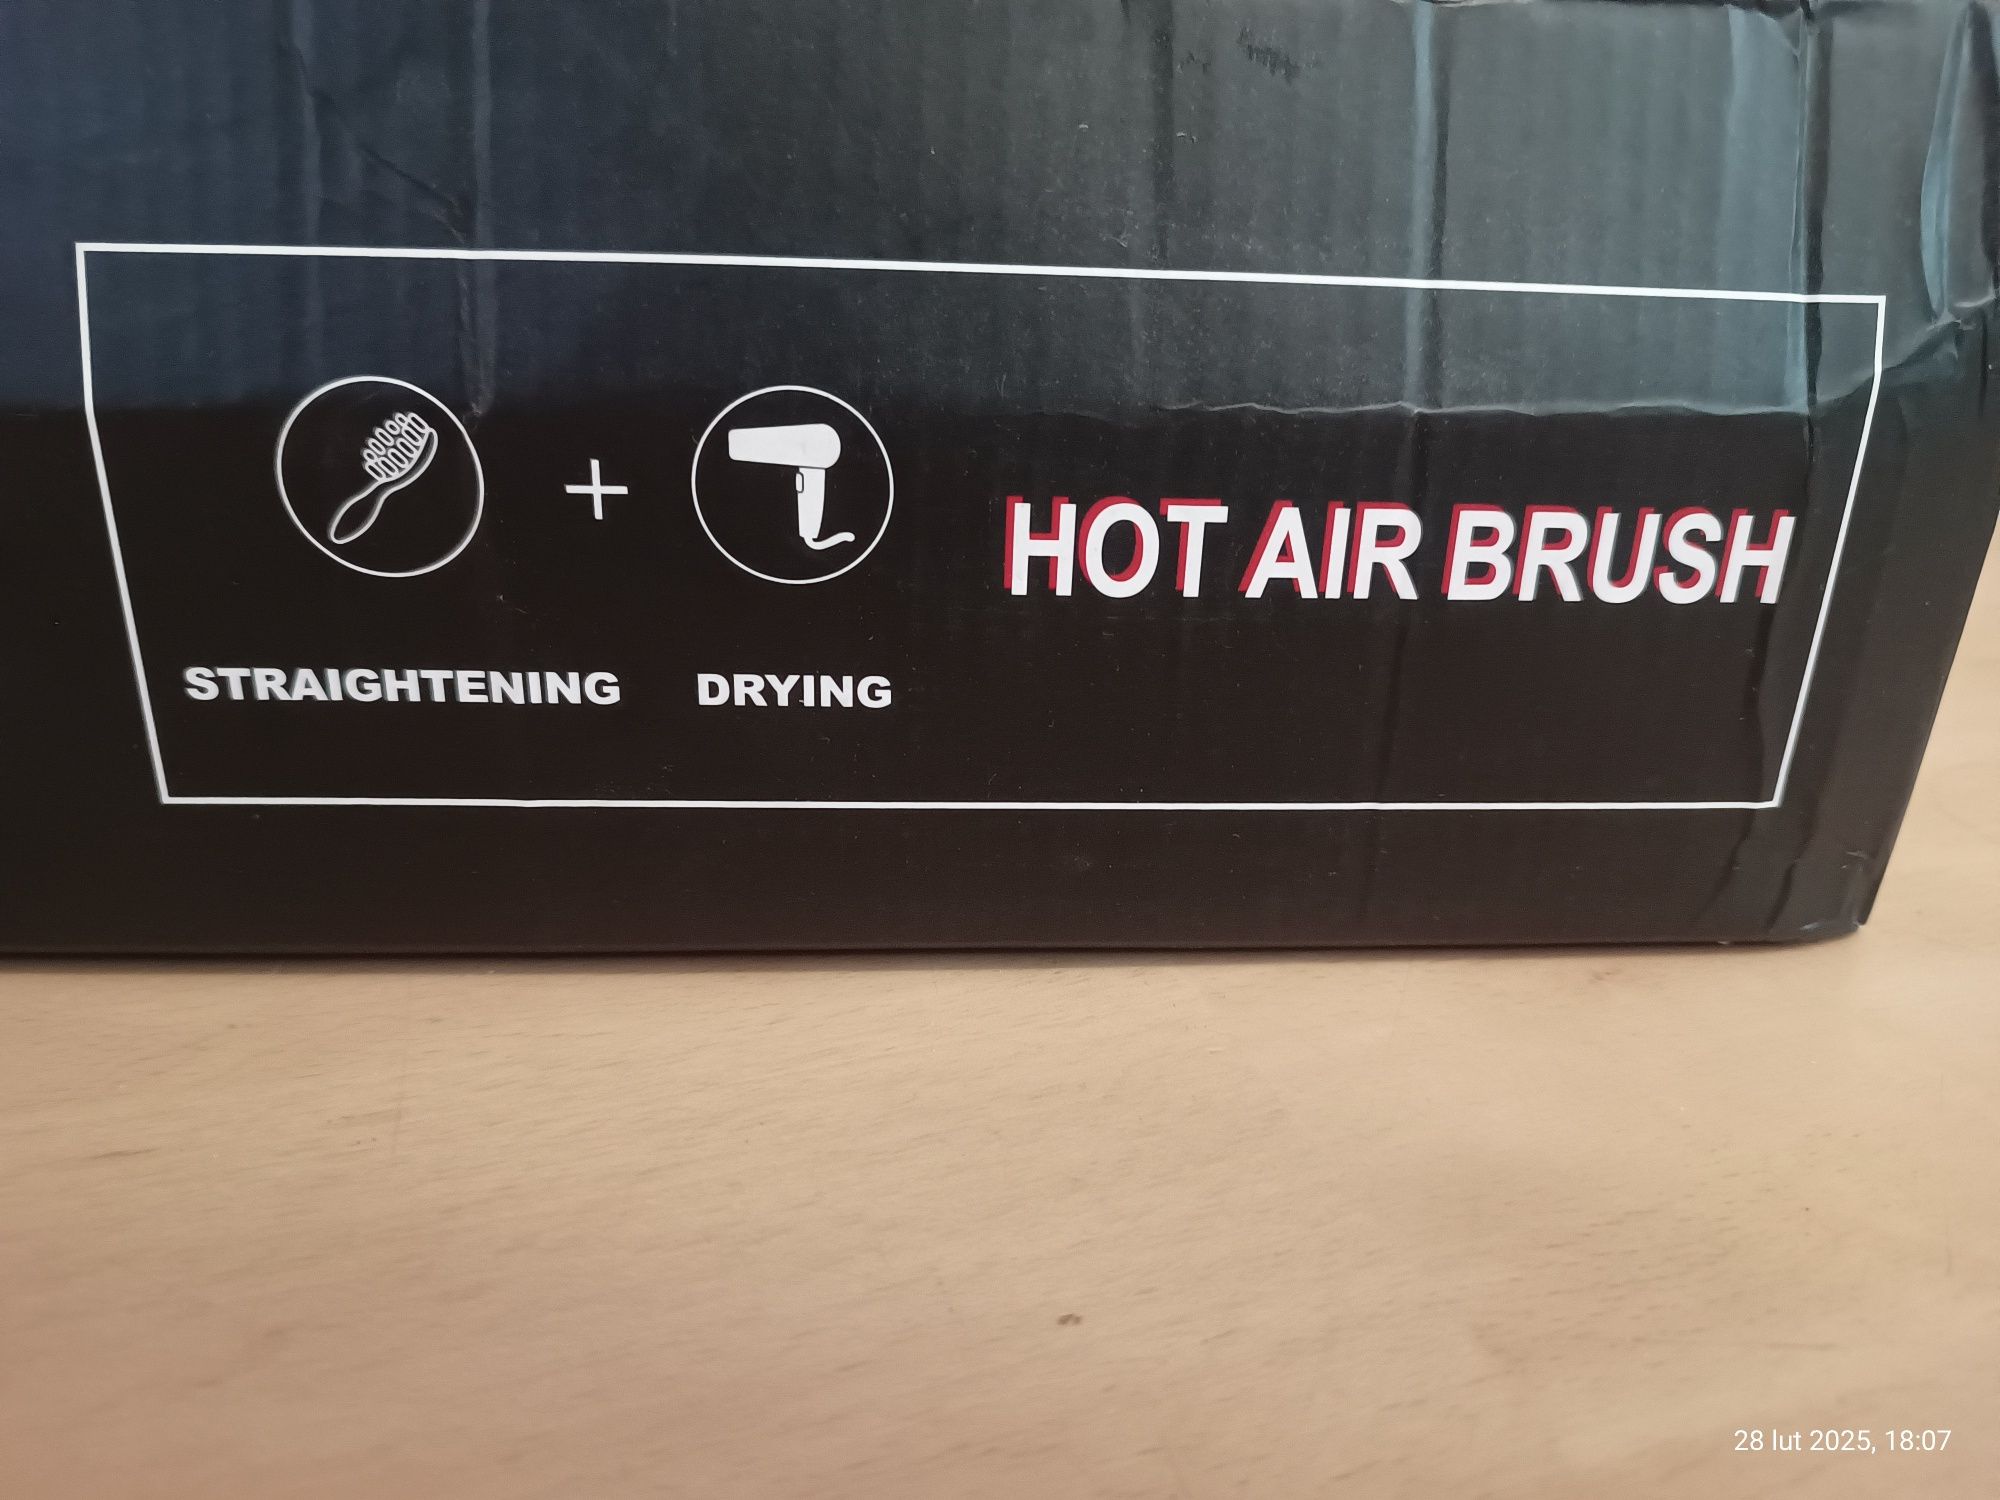 HOT AIR BRUSH
STRAIGHTENING
DRYING
28 lut 2025, 18:07